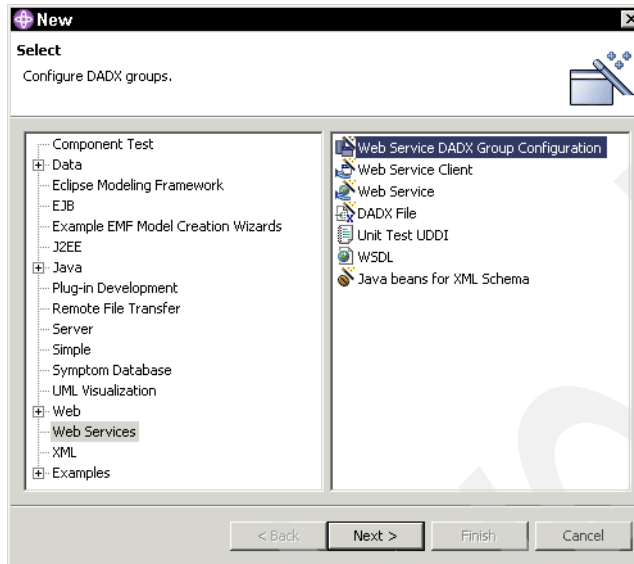 New
Select
Configure DADX groups.
Component Test
Data
Eclipse Modeling Framework
EJB
Example EMF Model Creation Wizards
J2EE
Java
Plug-in Development
Remote File Transfer
Server
Simple
Symptom Database
UML Visualization
Web
Web Services
XML
Examples
Web Service DADX Group Configuration
Web Service Client
Web Service
DADX File
Unit Test UDDI
WSDL
Java beans for XML Schema
< Back
Next >
Finish
Cancel